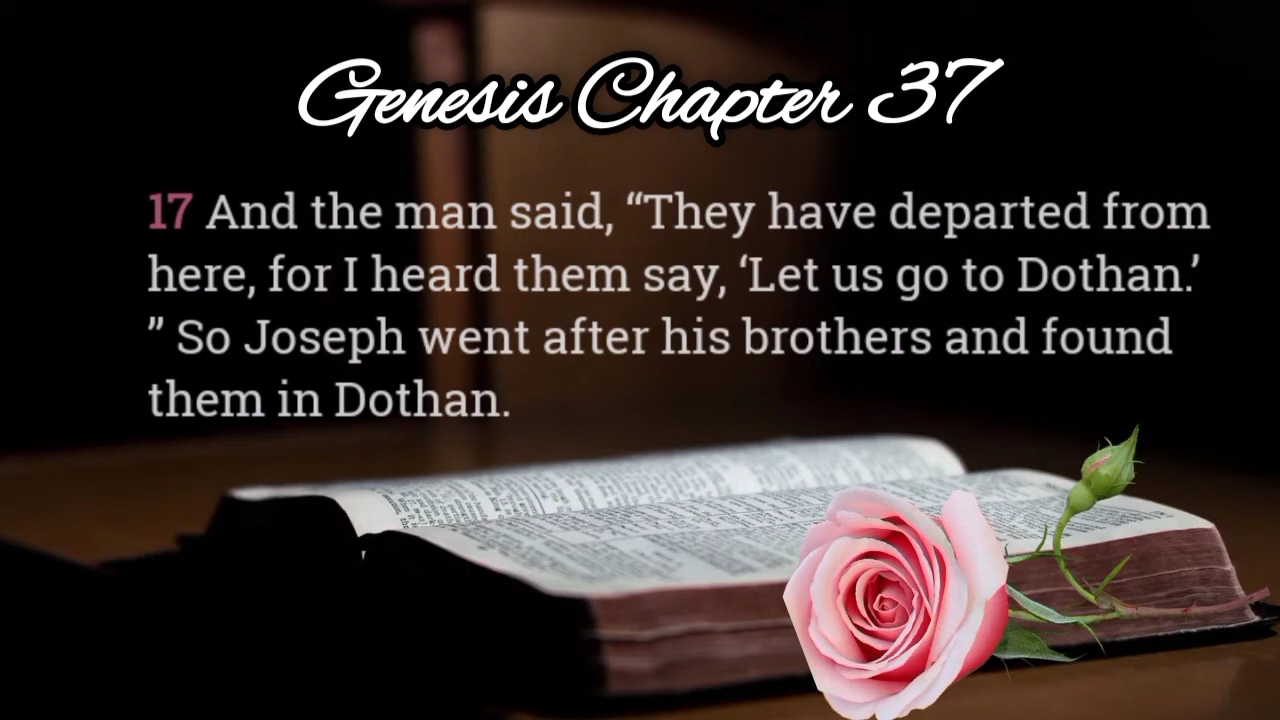 Genesis Chapter 37
17 And the man said, “They have departed from
here, for I heard them say, ‘Let us go to Dothan.’
” So Joseph went after his brothers and found
them in Dothan.